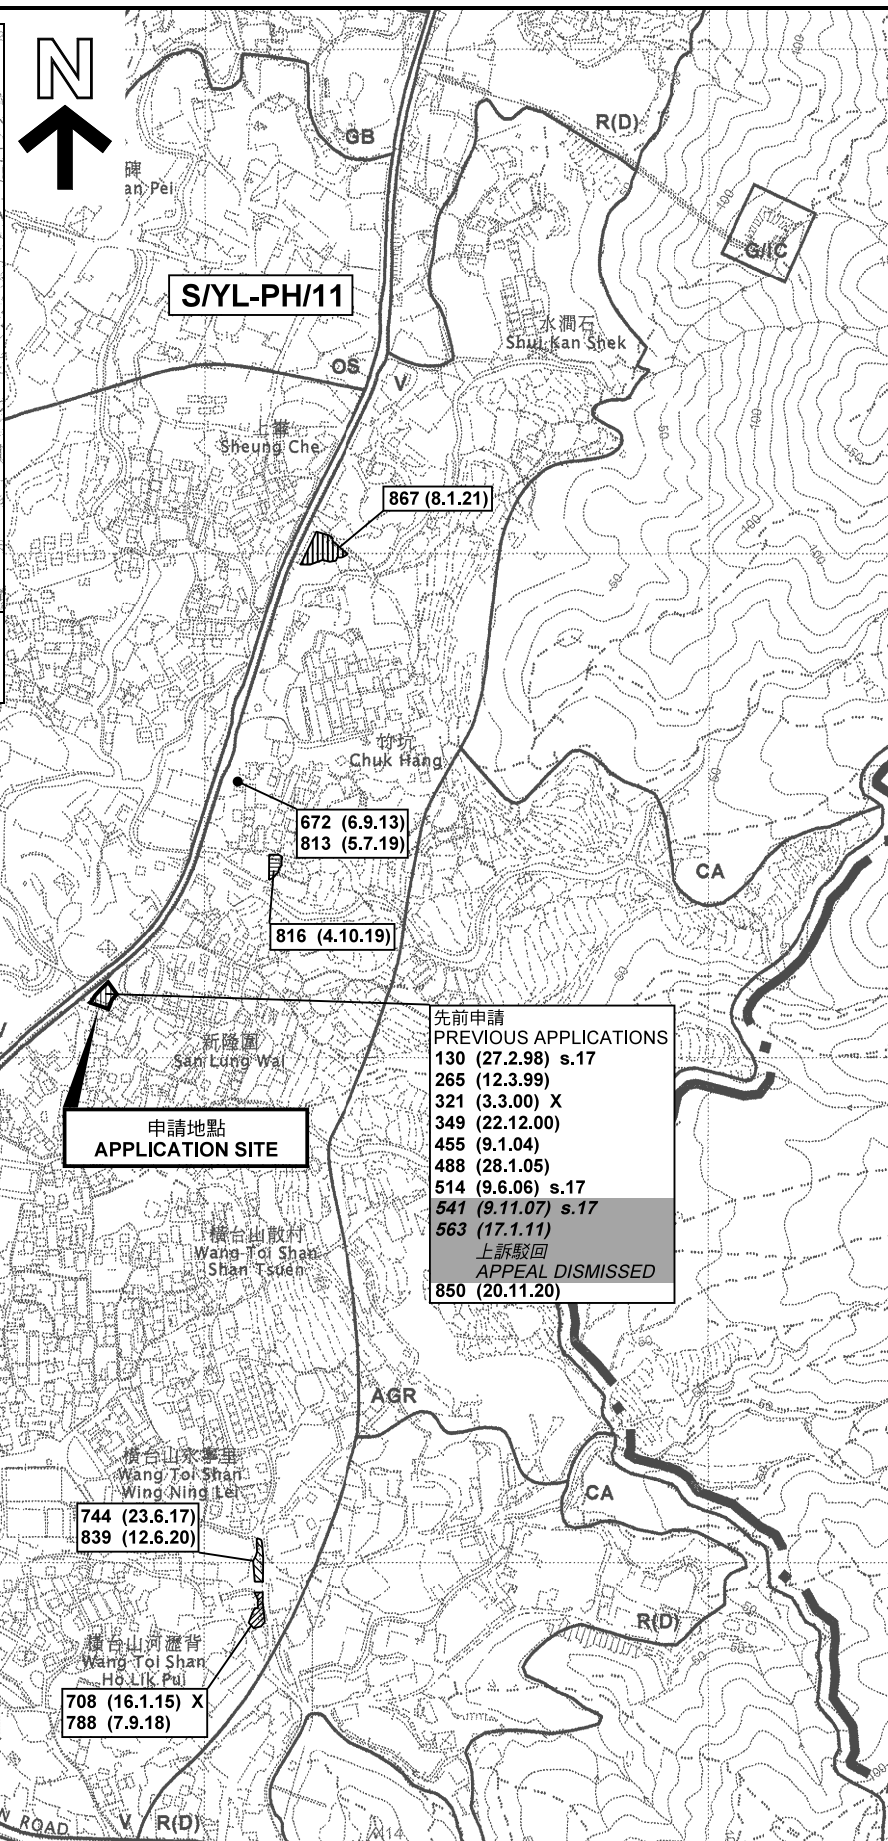 N
GB
R(D)
碑
an Pei
G/IC
S/YL-PH/11
水澗石
Shui Kan Shek
OS
V
上輋
Sheung Che
867 (8.1.21)
竹坑
Chuk Hang
672 (6.9.13)
813 (5.7.19)
CA
816 (4.10.19)
新隆圍
San Lung Wai
申請地點
APPLICATION SITE
先前申請
PREVIOUS APPLICATIONS
130 (27.2.98) s.17
265 (12.3.99)
321 (3.3.00) X
349 (22.12.00)
455 (9.1.04)
488 (28.1.05)
514 (9.6.06) s.17
541 (9.11.07) s.17
563 (17.1.11)
上訴駁回
APPEAL DISMISSED
850 (20.11.20)
橫台山散村
Wang Toi Shan
Shan Tsuen
AGR
橫台山永寧里
Wang Toi Shan
Wing Ning Lei
CA
744 (23.6.17)
839 (12.6.20)
R(D)
橫台山河瀝背
Wang Toi Shan
Ho Lik Pui
708 (16.1.15) X
788 (7.9.18)
N ROAD
V
R(D)